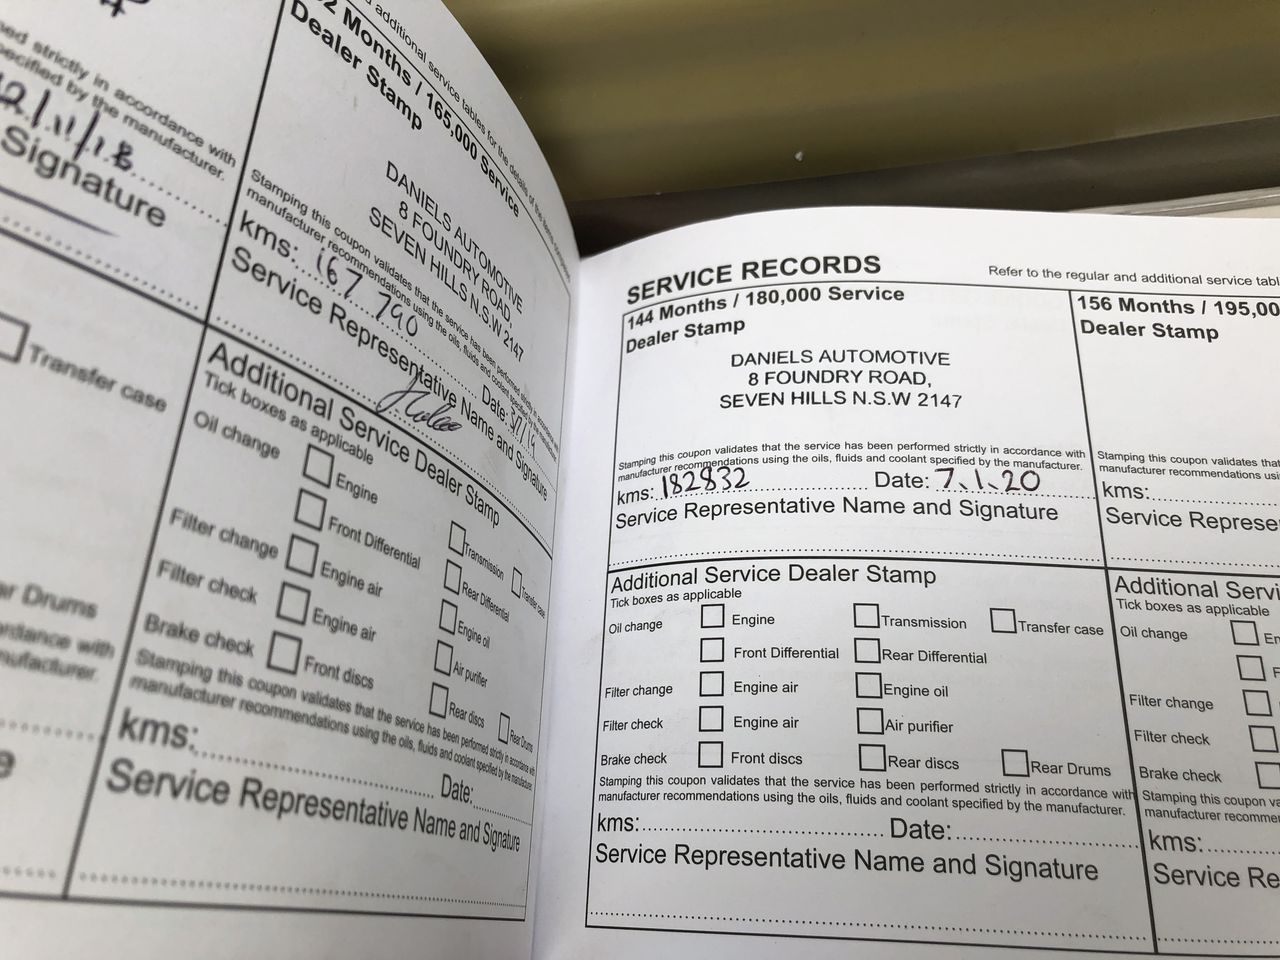 ned strictly in accordance with
pecified by the manufacturer.
2/11/18
Signature
Transfer case
ar Drums
ordance with
nufacturer.
additional service tables for the details of the
2 Months / 165,000 Service
Dealer Stamp
DANIELS AUTOMOTIVE
8 FOUNDRY ROAD,
SEVEN HILLS N.S.W 2147
Stamping this coupon validates that the service has been performed strictly in accordance with
manufacturer recommendations using the oils, fluids and coolant specified by the manufacturer.
kms: 167 790 Date:
Service Representative Name and Signature
Additional Service Dealer Stamp
Tick boxes as applicable
Oil change Engine Transmission Transfer case
Front Differential Rear Differential
Filter change Engine air Engine oil
Filter check Engine air Air purifier
Brake check Front discs Rear discs Rear Drums
Stamping this coupon validates that the service has been performed strictly in accordance with
manufacturer recommendations using the oils, fluids and coolant specified by the manufacturer.
kms: Date:
Service Representative Name and Signature
SERVICE RECORDS Refer to the regular and additional service tabl
144 Months / 180,000 Service
Dealer Stamp
DANIELS AUTOMOTIVE
8 FOUNDRY ROAD,
SEVEN HILLS N.S.W 2147
Stamping this coupon validates that the service has been performed strictly in accordance with
manufacturer recommendations using the oils, fluids and coolant specified by the manufacturer.
kms: 182832 Date: 7.1.20
Service Representative Name and Signature
Additional Service Dealer Stamp
Tick boxes as applicable
Oil change Engine Transmission Transfer case
Front Differential Rear Differential
Filter change Engine air Engine oil
Filter check Engine air Air purifier
Brake check Front discs Rear discs Rear Drums
Stamping this coupon validates that the service has been performed strictly in accordance with
manufacturer recommendations using the oils, fluids and coolant specified by the manufacturer.
kms: Date:
Service Representative Name and Signature
156 Months / 195,00
Dealer Stamp
Stamping this coupon validates that
manufacturer recommendations usi
kms:
Service Represe
Additional Servi
Tick boxes as applicable
Oil change En
F
Filter change
Filter check
Brake check
Stamping this coupon va
manufacturer recomme
kms:
Service Re